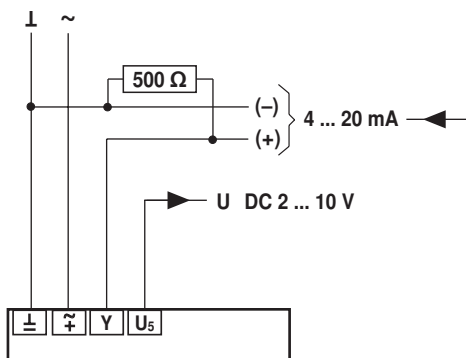 ⊥ ~
500 Ω
(–)
(+)
4 ... 20 mA
U DC 2 ... 10 V
⊥ ~+ Y U₅